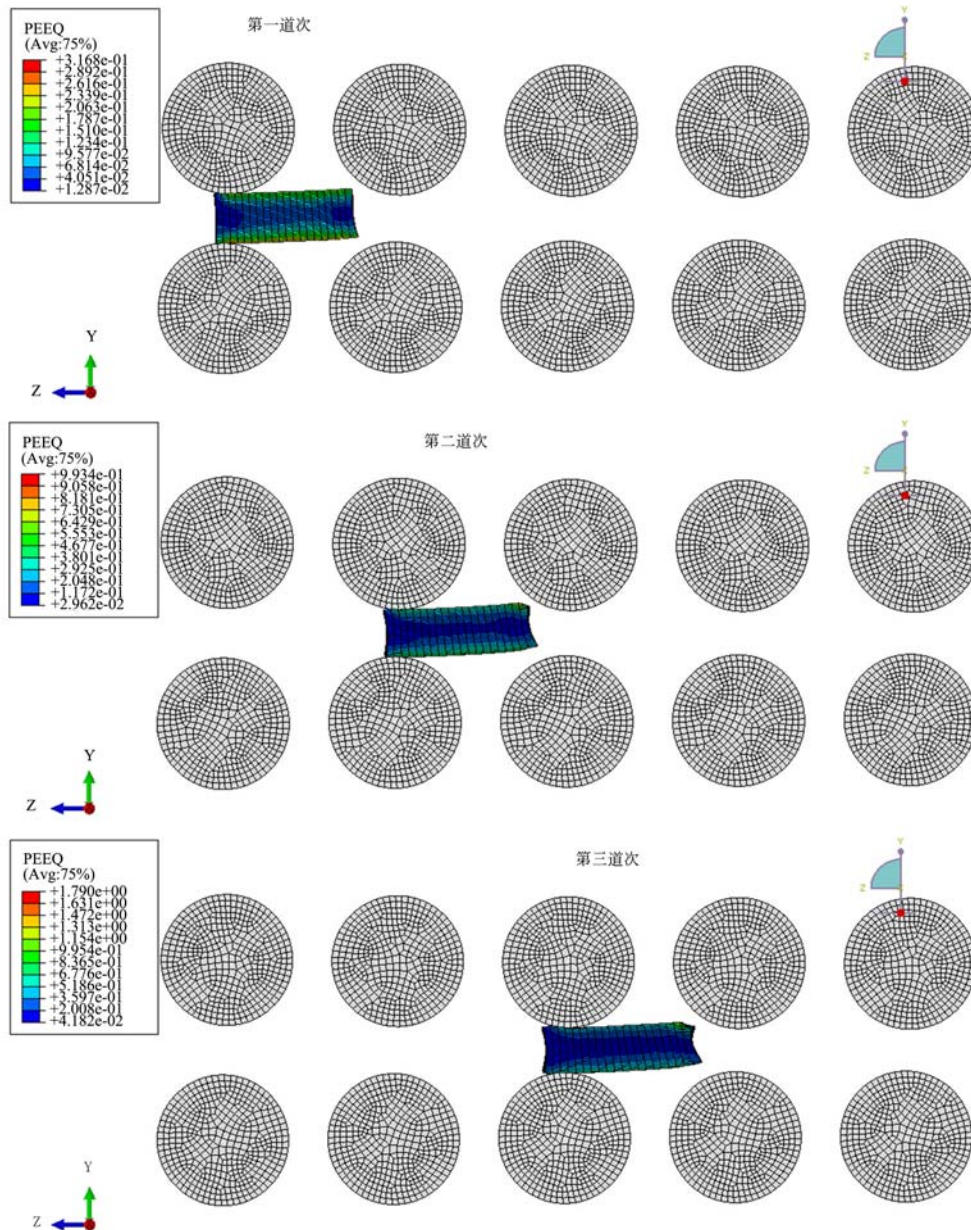 第一道次
PEEQ
(Avg:75%)
+3.168e-01
+2.892e-01
+2.616e-01
+2.339e-01
+2.063e-01
+1.787e-01
+1.510e-01
+1.234e-01
+9.577e-02
+6.814e-02
+4.051e-02
+1.287e-02
Y
Z
Y
Z
第二道次
PEEQ
(Avg:75%)
+9.934e-01
+9.058e-01
+8.181e-01
+7.305e-01
+6.429e-01
+5.553e-01
+4.677e-01
+3.801e-01
+2.925e-01
+2.048e-01
+1.172e-01
+2.962e-02
Y
Z
Y
Z
第三道次
PEEQ
(Avg:75%)
+1.790e+00
+1.631e+00
+1.472e+00
+1.313e+00
+1.154e+00
+9.954e-01
+8.365e-01
+6.776e-01
+5.186e-01
+3.597e-01
+2.008e-01
+4.182e-02
Y
Z
Y
Z